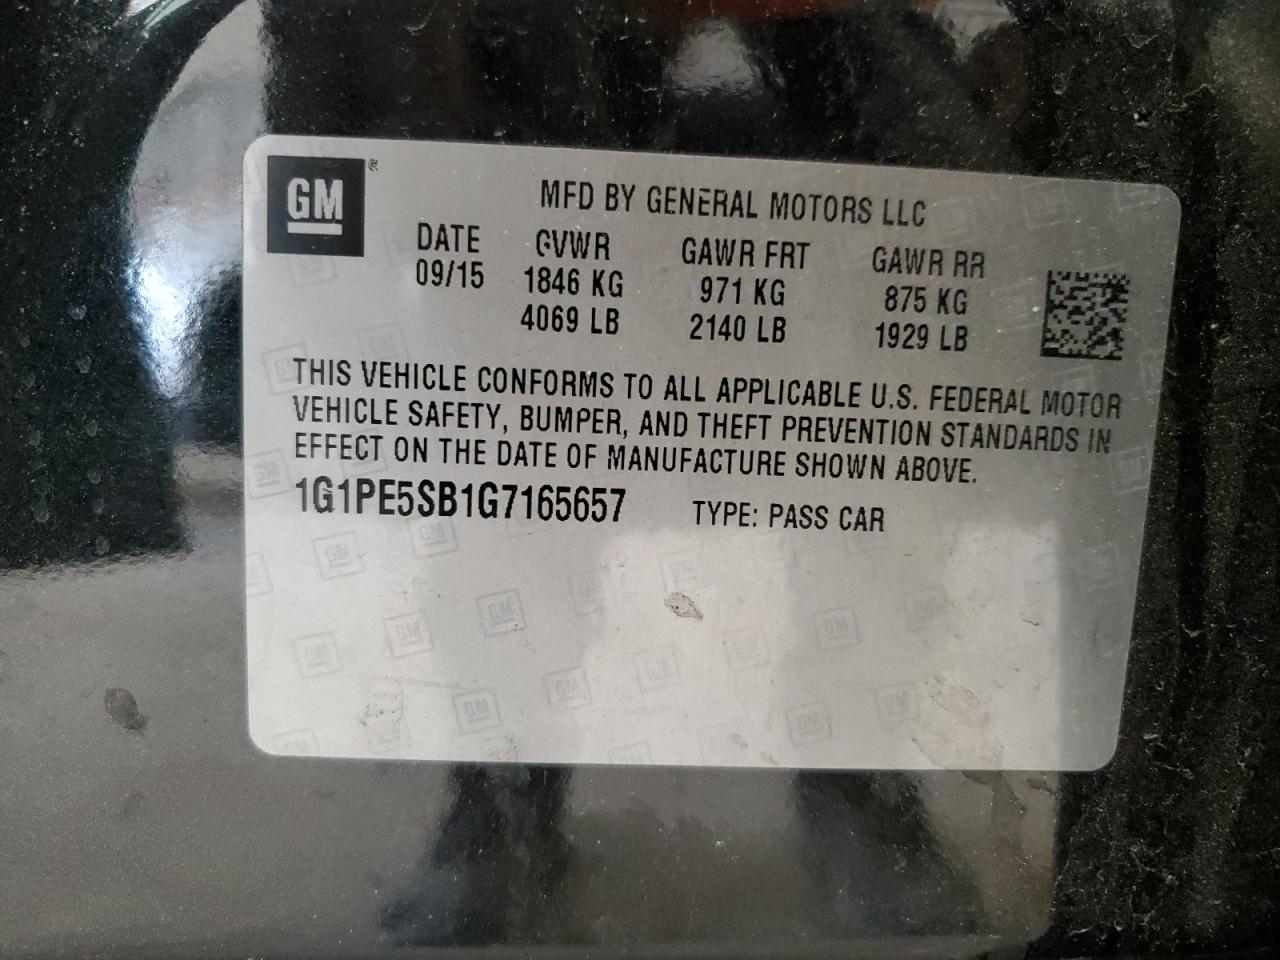 GM ®
MFD BY GENERAL MOTORS LLC
DATE GVWR GAWR FRT GAWR RR
09/15 1846 KG 971 KG 875 KG
4069 LB 2140 LB 1929 LB
THIS VEHICLE CONFORMS TO ALL APPLICABLE U.S. FEDERAL MOTOR
VEHICLE SAFETY, BUMPER, AND THEFT PREVENTION STANDARDS IN
EFFECT ON THE DATE OF MANUFACTURE SHOWN ABOVE.
1G1PE5SB1G7165657 TYPE: PASS CAR